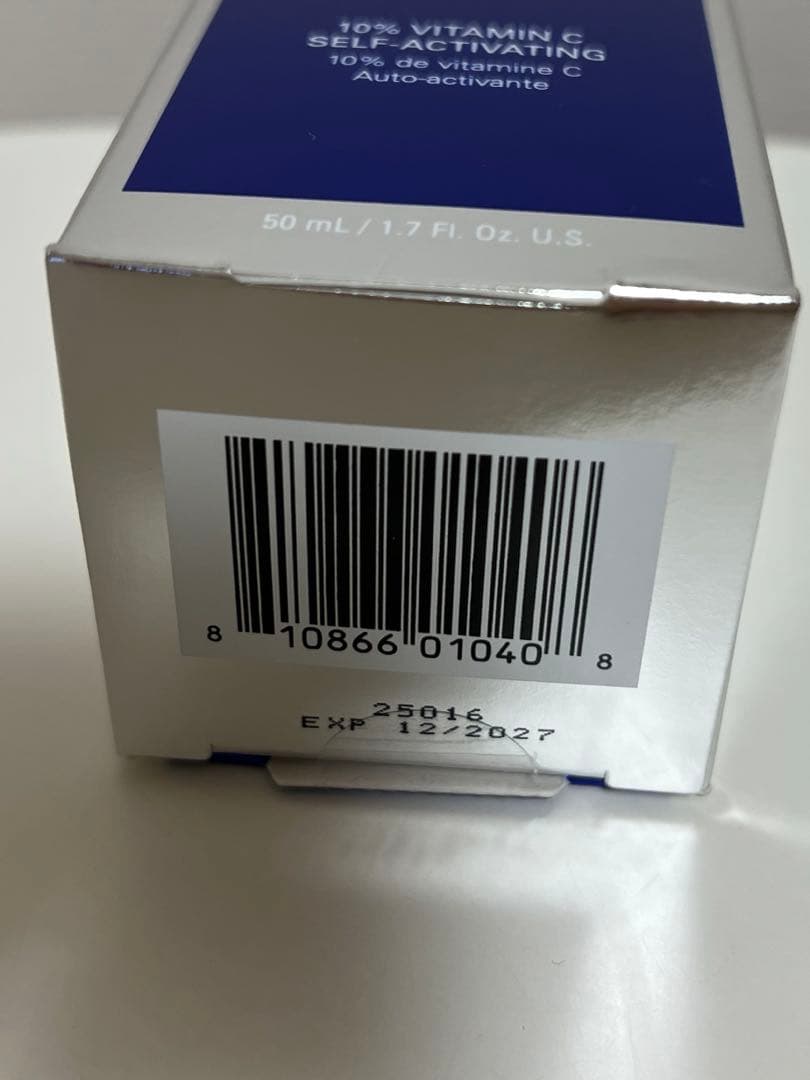 10% VITAMIN C
SELF-ACTIVATING
10% de vitamine C
Auto-activante
50 mL / 1.7 Fl. Oz. U.S.
8 10866 01040 8
25016
EXP 12/2027